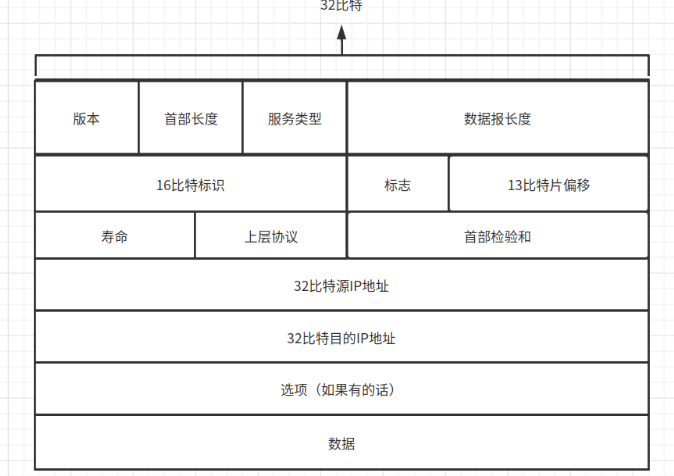 32比特
版本 首部长度 服务类型 数据报长度
16比特标识 标志 13比特片偏移
寿命 上层协议 首部检验和
32比特源IP地址
32比特目的IP地址
选项（如果有的话）
数据